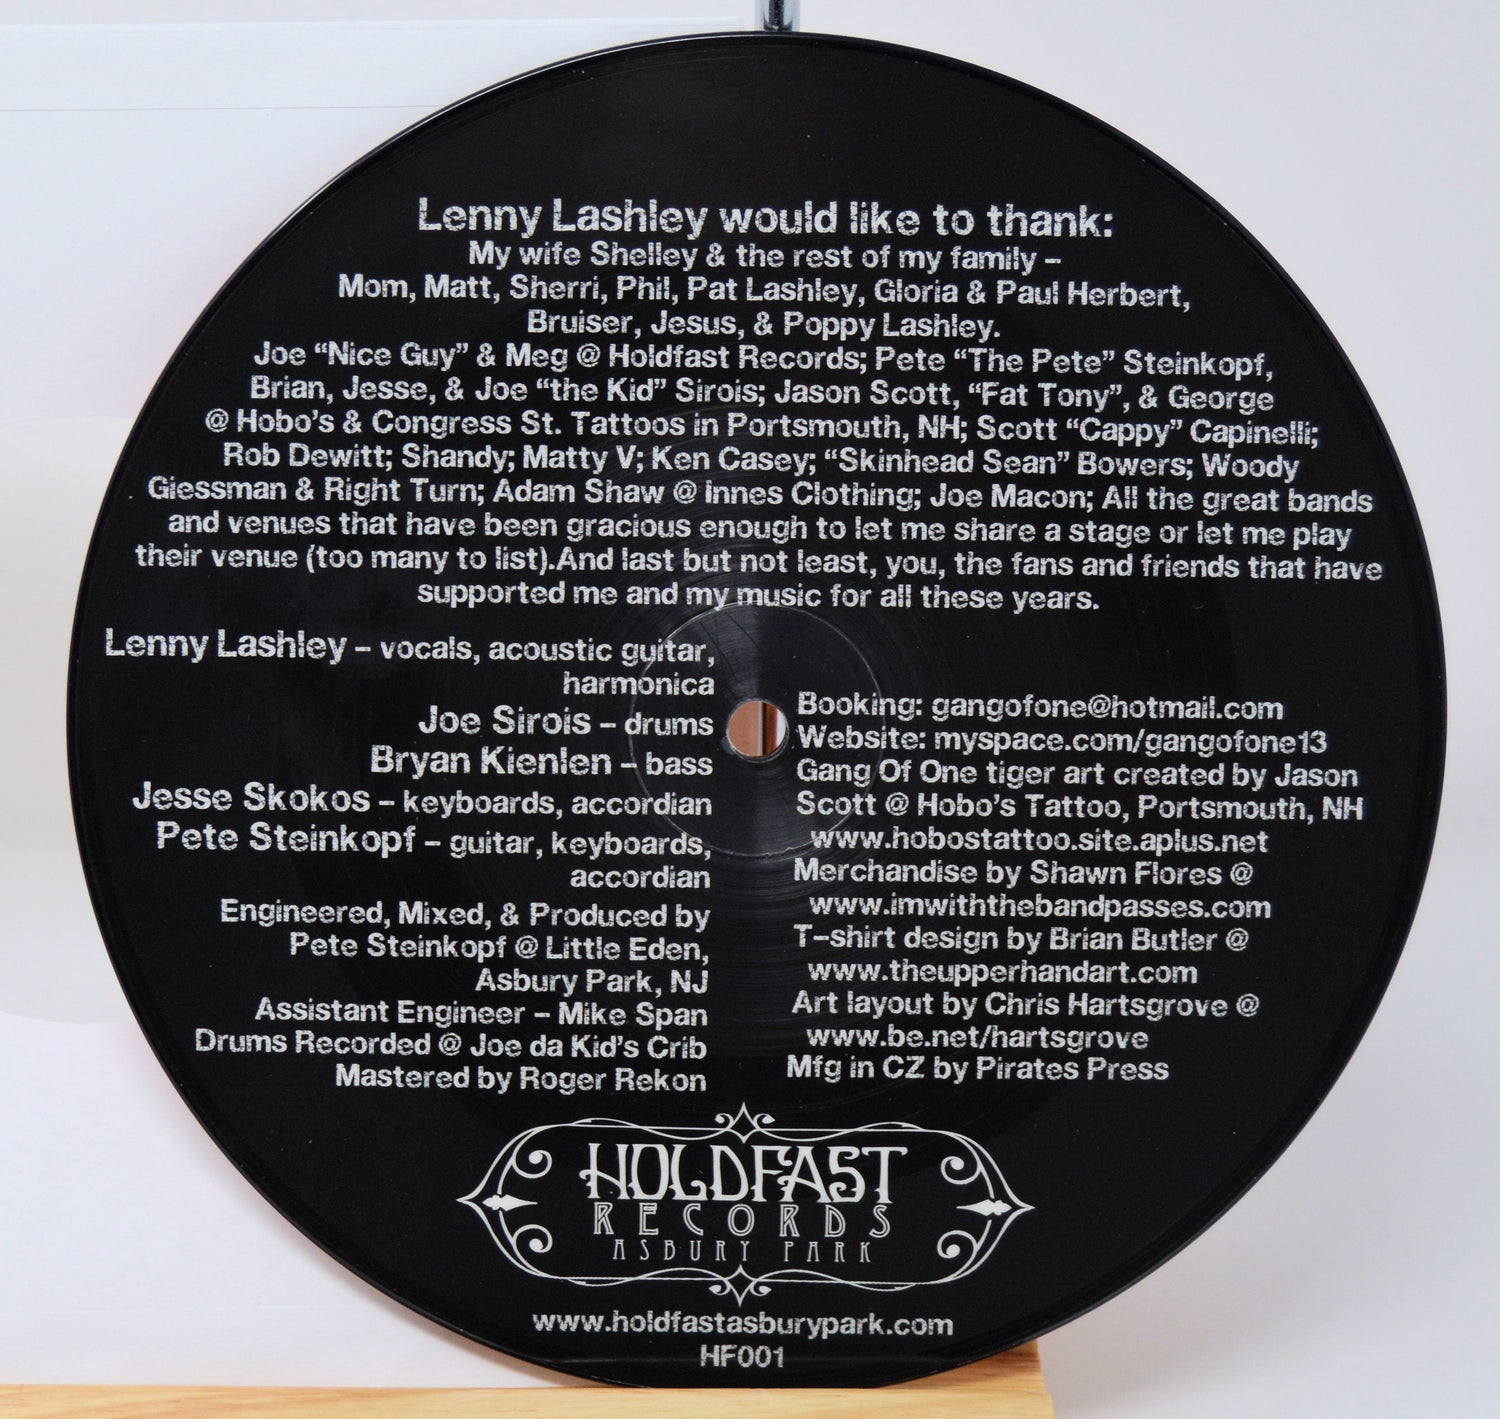 Lenny Lashley would like to thank:
My wife Shelley & the rest of my family –
Mom, Matt, Sherri, Phil, Pat Lashley, Gloria & Paul Herbert,
Bruiser, Jesus, & Poppy Lashley.
Joe “Nice Guy” & Meg @ Holdfast Records; Pete “The Pete” Steinkopf,
Brian, Jesse, & Joe “the Kid” Sirois; Jason Scott, “Fat Tony”, & George
@ Hobo's & Congress St. Tattoos in Portsmouth, NH; Scott “Cappy” Capinelli;
Rob Dewitt; Shandy; Matty V; Ken Casey; “Skinhead Sean” Bowers; Woody
Giessman & Right Turn; Adam Shaw @ Innes Clothing; Joe Macon; All the great bands
and venues that have been gracious enough to let me share a stage or let me play
their venue (too many to list).And last but not least, you, the fans and friends that have
supported me and my music for all these years.
Lenny Lashley – vocals, acoustic guitar,
harmonica
Joe Sirois – drums
Bryan Kienlen – bass
Jesse Skokos – keyboards, accordian
Pete Steinkopf – guitar, keyboards,
accordian
Engineered, Mixed, & Produced by
Pete Steinkopf @ Little Eden,
Asbury Park, NJ
Assistant Engineer – Mike Span
Drums Recorded @ Joe da Kid's Crib
Mastered by Roger Rekon
Booking: gangofone@hotmail.com
Website: myspace.com/gangofone13
Gang Of One tiger art created by Jason
Scott @ Hobo's Tattoo, Portsmouth, NH
www.hobostattoo.site.aplus.net
Merchandise by Shawn Flores @
www.imwiththebandpasses.com
T-shirt design by Brian Butler @
www.theupperhandart.com
Art layout by Chris Hartsgrove @
www.be.net/hartsgrove
Mfg in CZ by Pirates Press
HOLDFAST
RECORDS
ASBURY PARK
www.holdfastasburypark.com
HF001